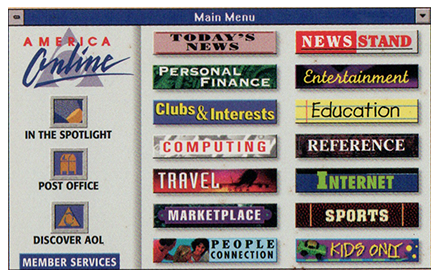 Main Menu
AMERICA
Online
IN THE SPOTLIGHT
POST OFFICE
DISCOVER AOL
MEMBER SERVICES
TODAY'S
NEWS
PERSONAL
FINANCE
Clubs & Interests
COMPUTING
TRAVEL
MARKETPLACE
PEOPLE
CONNECTION
NEWSSTAND
Entertainment
Education
REFERENCE
INTERNET
SPORTS
KIDS ONLY